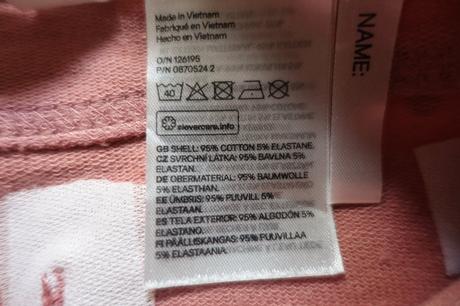 Made in Vietnam
Fabriqué en Vietnam
Hecho en Vietnam
O/N 126195
P/N 0870524 2
40
clevercare.info
GB SHELL: 95% COTTON 5% ELASTANE.
CZ SVRCHNÍ LÁTKA: 95% BAVLNA 5%
ELASTAN.
DE OBERMATERIAL: 95% BAUMWOLLE
5% ELASTHAN.
EE ÜMBRIS: 95% PUUVILL 5%
ELASTAAN.
ES TELA EXTERIOR: 95% ALGODÓN 5%
ELASTANO.
FI PÄÄLLISKANGAS: 95% PUUVILLAA
5% ELASTAANIA.
NAME: